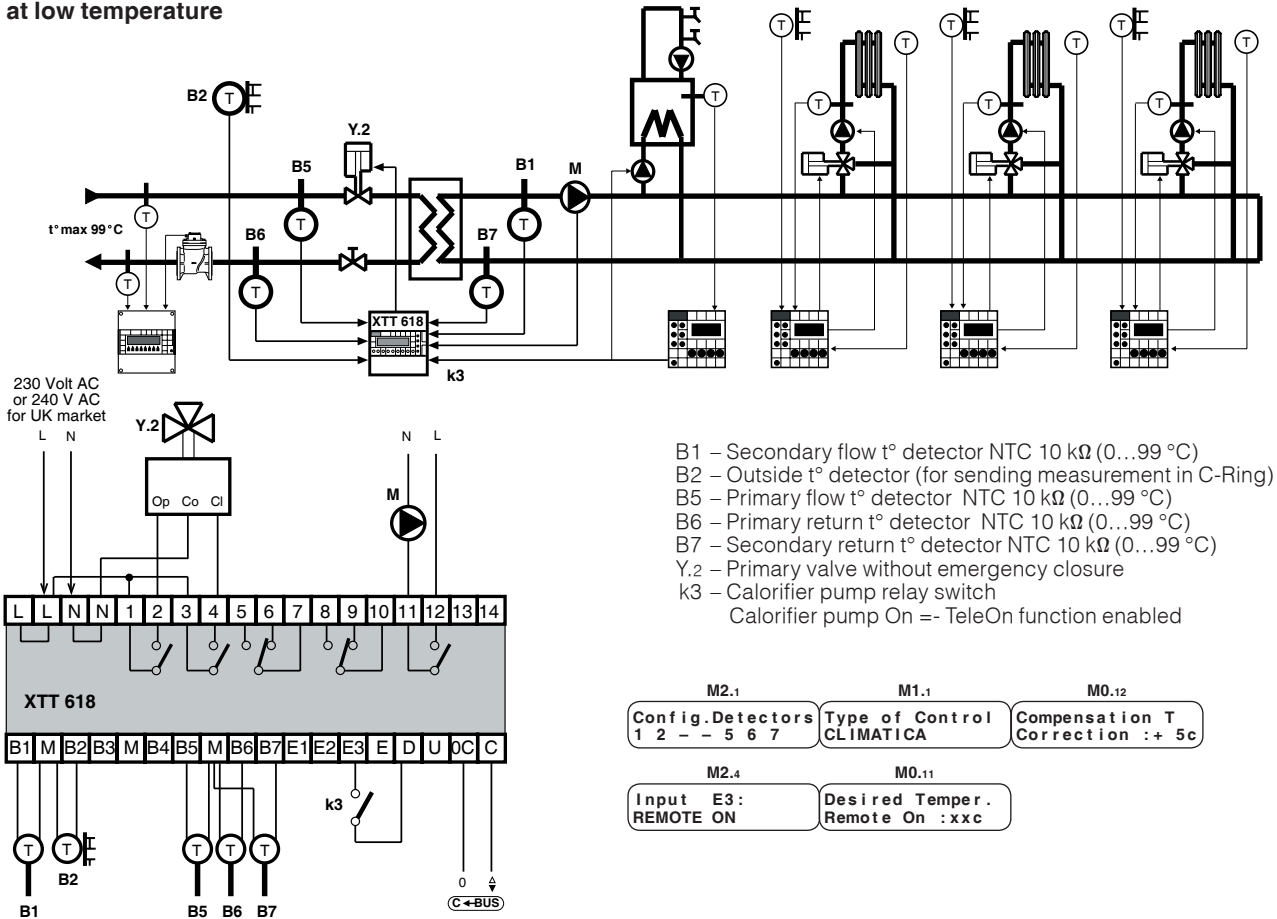 at low temperature
B2
T
Y.2
B5
B1
M
T
T
T
T
T
T
T
T
T
T
t°max 99°C
T
T
B6
T
B7
T
T
T
XTT 618
k3
230 Volt AC
or 240 V AC
for UK market
L N
Y.2
Op Co Cl
N L
M
L L N N 1 2 3 4 5 6 7 8 9 10 11 12 13 14
XTT 618
B1 M B2 B3 M B4 B5 M B6 B7 E1 E2 E3 E D U 0C C
k3
T T T T T
B2
B1 B5 B6 B7
0
C BUS
B1 – Secondary flow t° detector NTC 10 kΩ (0…99 °C)
B2 – Outside t° detector (for sending measurement in C-Ring)
B5 – Primary flow t° detector NTC 10 kΩ (0…99 °C)
B6 – Primary return t° detector NTC 10 kΩ (0…99 °C)
B7 – Secondary return t° detector NTC 10 kΩ (0…99 °C)
Y.2 – Primary valve without emergency closure
k3 – Calorifier pump relay switch
Calorifier pump On =- TeleOn function enabled
M2.1
Config.Detectors
1 2 – – 5 6 7
M1.1
Type of Control
CLIMATICA
M0.12
Compensation T
Correction :+ 5c
M2.4
Input E3:
REMOTE ON
M0.11
Desired Temper.
Remote On :xxc